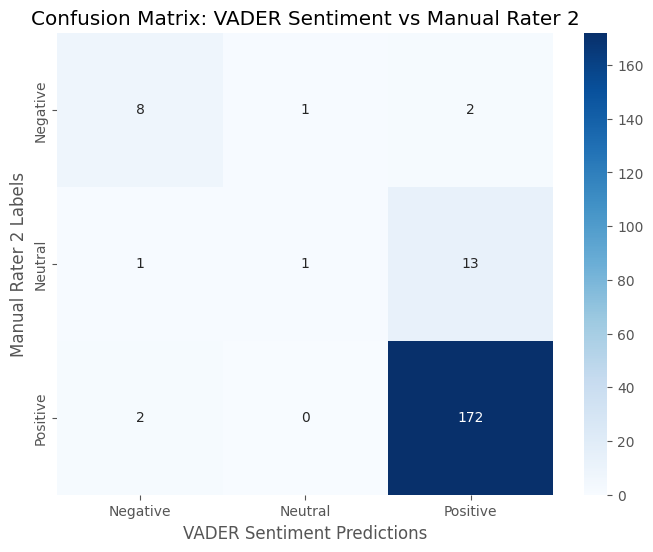 Confusion Matrix: VADER Sentiment vs Manual Rater 2
Manual Rater 2 Labels
Negative
8 1 2
Neutral
1 1 13
Positive
2 0 172
Negative Neutral Positive
VADER Sentiment Predictions
160
140
120
100
80
60
40
20
0